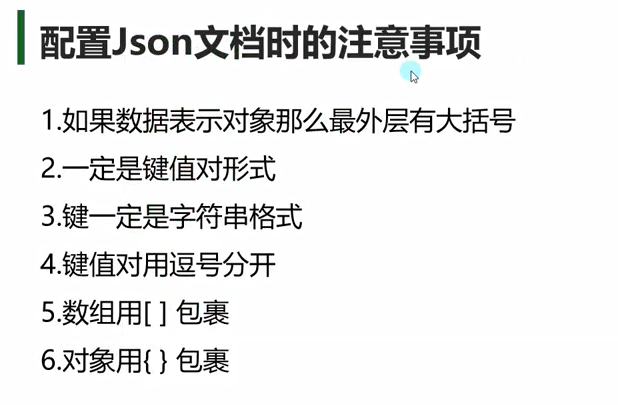 配置Json文档时的注意事项
1.如果数据表示对象那么最外层有大括号
2.一定是键值对形式
3.键一定是字符串格式
4.键值对用逗号分开
5.数组用[ ] 包裹
6.对象用{ } 包裹